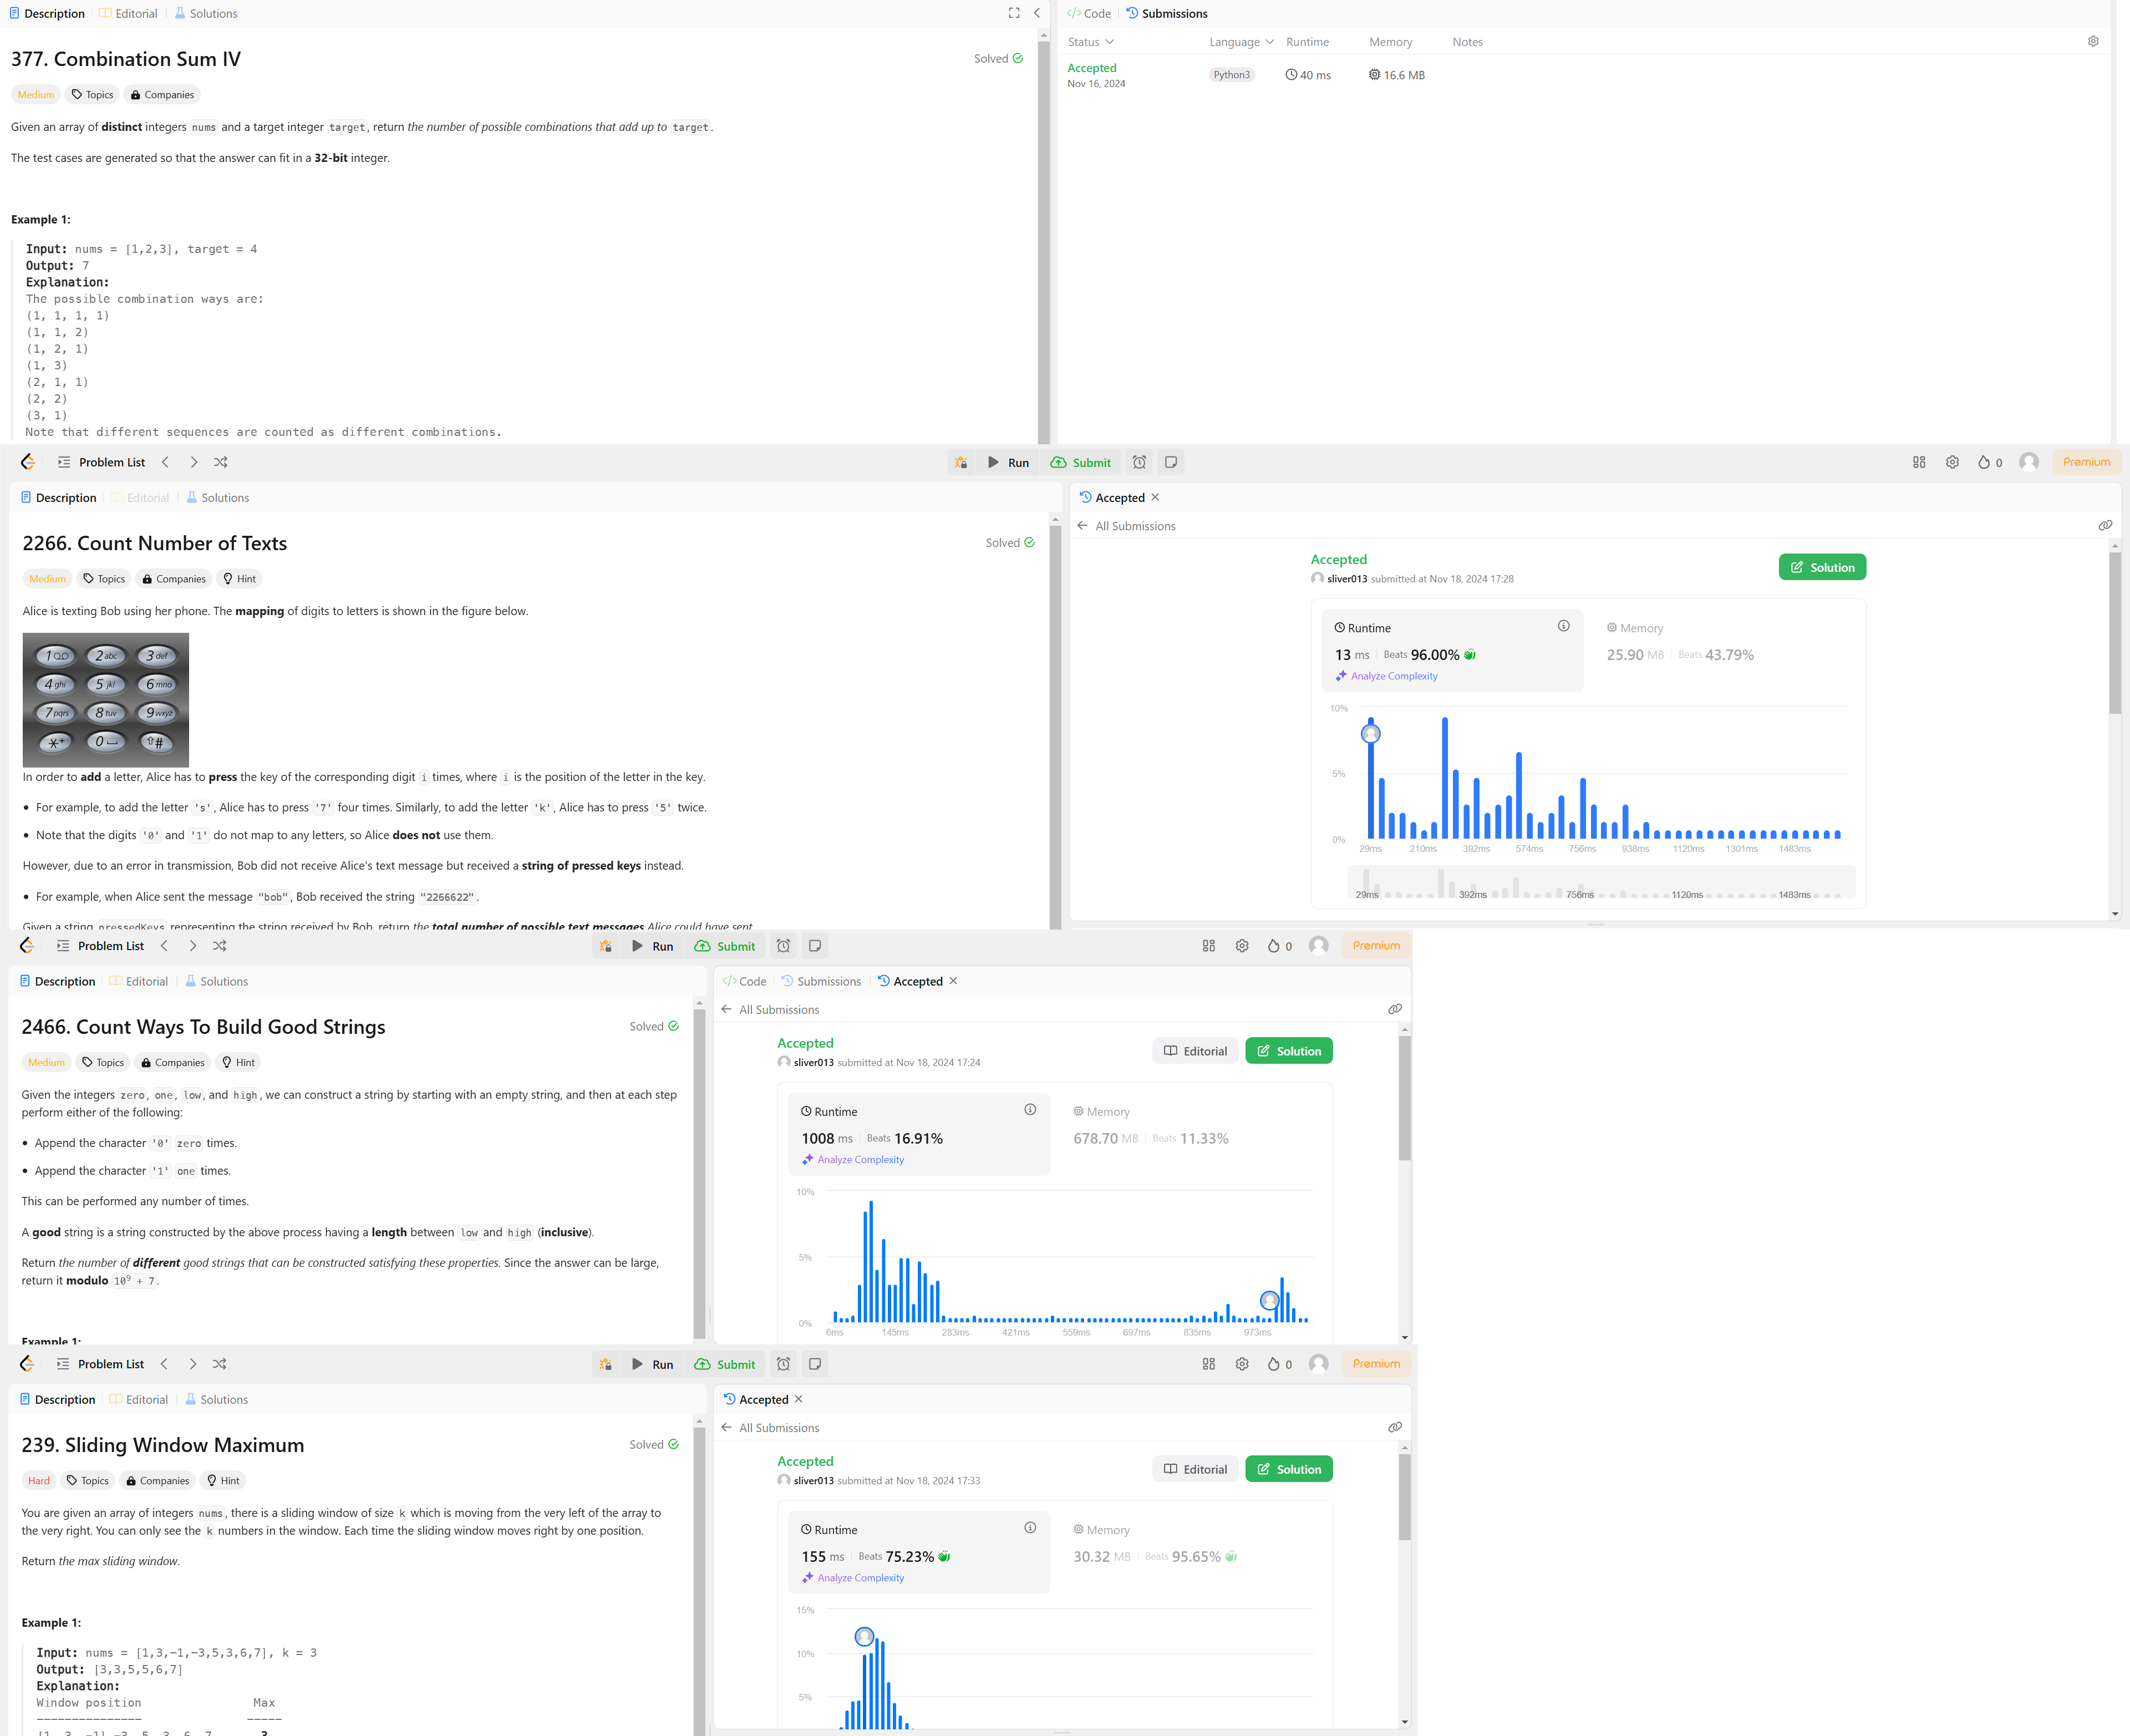 Description Editorial Solutions
377. Combination Sum IV
Solved
Medium Topics Companies
Given an array of distinct integers nums and a target integer target, return the number of possible combinations that add up to target.
The test cases are generated so that the answer can fit in a 32-bit integer.
Example 1:
Input: nums = [1,2,3], target = 4
Output: 7
Explanation:
The possible combination ways are:
(1, 1, 1, 1)
(1, 1, 2)
(1, 2, 1)
(1, 3)
(2, 1, 1)
(2, 2)
(3, 1)
Note that different sequences are counted as different combinations.
Code Submissions
Status Language Runtime Memory Notes
Accepted
Nov 16, 2024
Python3 40 ms 16.6 MB
Problem List Run Submit 0 Premium
Description Editorial Solutions
2266. Count Number of Texts
Solved
Medium Topics Companies Hint
Alice is texting Bob using her phone. The mapping of digits to letters is shown in the figure below.
1 2abc 3def
4ghi 5jkl 6mno
7pqrs 8tuv 9wxyz
*+ 0 #
In order to add a letter, Alice has to press the key of the corresponding digit i times, where i is the position of the letter in the key.
• For example, to add the letter 's', Alice has to press '7' four times. Similarly, to add the letter 'k', Alice has to press '5' twice.
• Note that the digits '0' and '1' do not map to any letters, so Alice does not use them.
However, due to an error in transmission, Bob did not receive Alice's text message but received a string of pressed keys instead.
• For example, when Alice sent the message "bob", Bob received the string "2266622".
Given a string pressedKeys representing the string received by Bob, return the total number of possible text messages Alice could have sent
Accepted
All Submissions
Accepted
sliver013 submitted at Nov 18, 2024 17:28
Solution
Runtime
13 ms Beats 96.00%
Analyze Complexity
Memory
25.90 MB Beats 43.79%
10%
5%
0%
29ms 210ms 392ms 574ms 756ms 938ms 1120ms 1301ms 1483ms
29ms 392ms 756ms 1120ms 1483ms
Problem List Run Submit 0 Premium
Description Editorial Solutions
2466. Count Ways To Build Good Strings
Solved
Medium Topics Companies Hint
Given the integers zero, one, low, and high, we can construct a string by starting with an empty string, and then at each step
perform either of the following:
• Append the character '0' zero times.
• Append the character '1' one times.
This can be performed any number of times.
A good string is a string constructed by the above process having a length between low and high (inclusive).
Return the number of different good strings that can be constructed satisfying these properties. Since the answer can be large,
return it modulo 10⁹ + 7.
Example 1:
Code Submissions Accepted
All Submissions
Accepted
sliver013 submitted at Nov 18, 2024 17:24
Editorial Solution
Runtime
1008 ms Beats 16.91%
Analyze Complexity
Memory
678.70 MB Beats 11.33%
10%
5%
0%
6ms 145ms 283ms 421ms 559ms 697ms 835ms 973ms
Problem List Run Submit 0 Premium
Description Editorial Solutions
239. Sliding Window Maximum
Solved
Hard Topics Companies Hint
You are given an array of integers nums, there is a sliding window of size k which is moving from the very left of the array to
the very right. You can only see the k numbers in the window. Each time the sliding window moves right by one position.
Return the max sliding window.
Example 1:
Input: nums = [1,3,-1,-3,5,3,6,7], k = 3
Output: [3,3,5,5,6,7]
Explanation:
Window position Max
--------------- -----
[1 3 -1] -3 5 3 6 7 3
Accepted
All Submissions
Accepted
sliver013 submitted at Nov 18, 2024 17:33
Editorial Solution
Runtime
155 ms Beats 75.23%
Analyze Complexity
Memory
30.32 MB Beats 95.65%
15%
10%
5%